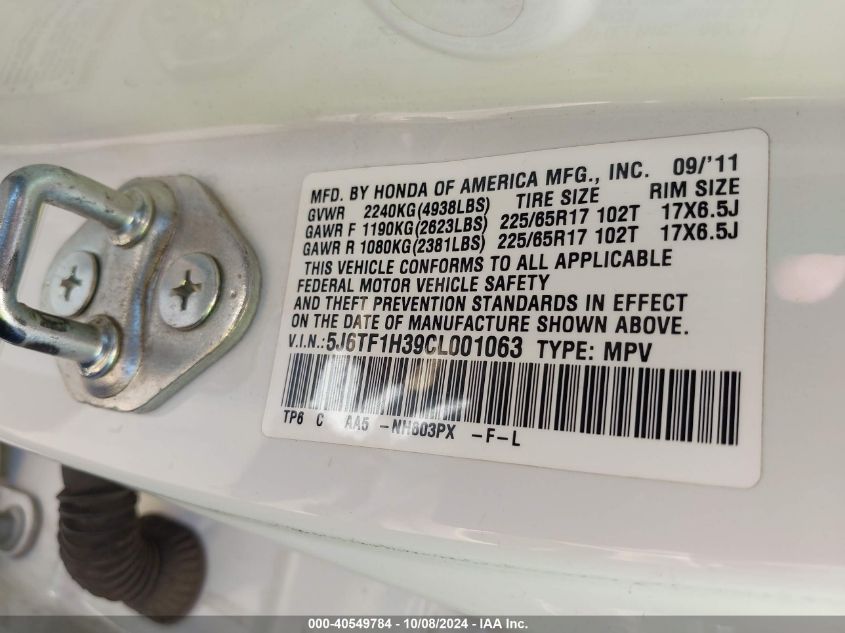 MFD. BY HONDA OF AMERICA MFG., INC. 09/'11
GVWR 2240KG(4938LBS) TIRE SIZE RIM SIZE
GAWR F 1190KG(2623LBS) 225/65R17 102T 17X6.5J
GAWR R 1080KG(2381LBS) 225/65R17 102T 17X6.5J
THIS VEHICLE CONFORMS TO ALL APPLICABLE
FEDERAL MOTOR VEHICLE SAFETY
AND THEFT PREVENTION STANDARDS IN EFFECT
ON THE DATE OF MANUFACTURE SHOWN ABOVE.
V.I.N.:5J6TF1H39CL001063 TYPE: MPV
TP6 C AA5 -NH603PX -F-L
000-40549784 - 10/08/2024 - IAA Inc.